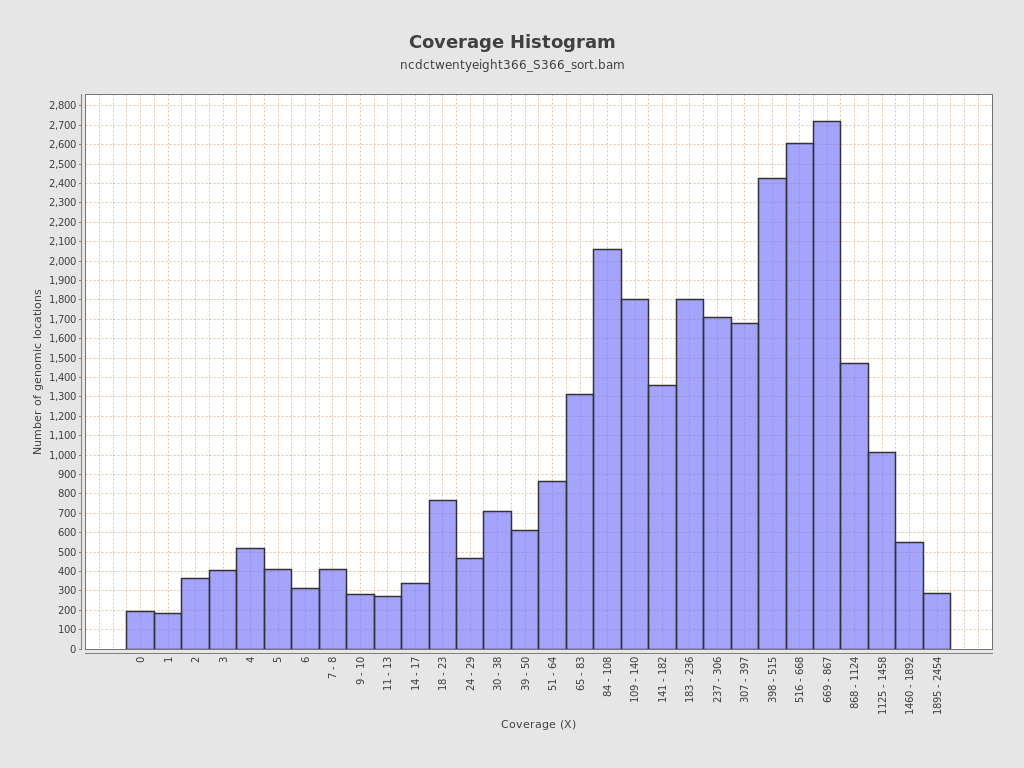 Coverage Histogram
ncdctwentyeight366_S366_sort.bam
Number of genomic locations
2,800
2,700
2,600
2,500
2,400
2,300
2,200
2,100
2,000
1,900
1,800
1,700
1,600
1,500
1,400
1,300
1,200
1,100
1,000
900
800
700
600
500
400
300
200
100
0
0
1
2
3
4
5
6
7 - 8
9 - 10
11 - 13
14 - 17
18 - 23
24 - 29
30 - 38
39 - 50
51 - 64
65 - 83
84 - 108
109 - 140
141 - 182
183 - 236
237 - 306
307 - 397
398 - 515
516 - 668
669 - 867
868 - 1124
1125 - 1458
1460 - 1892
1895 - 2454
Coverage (X)